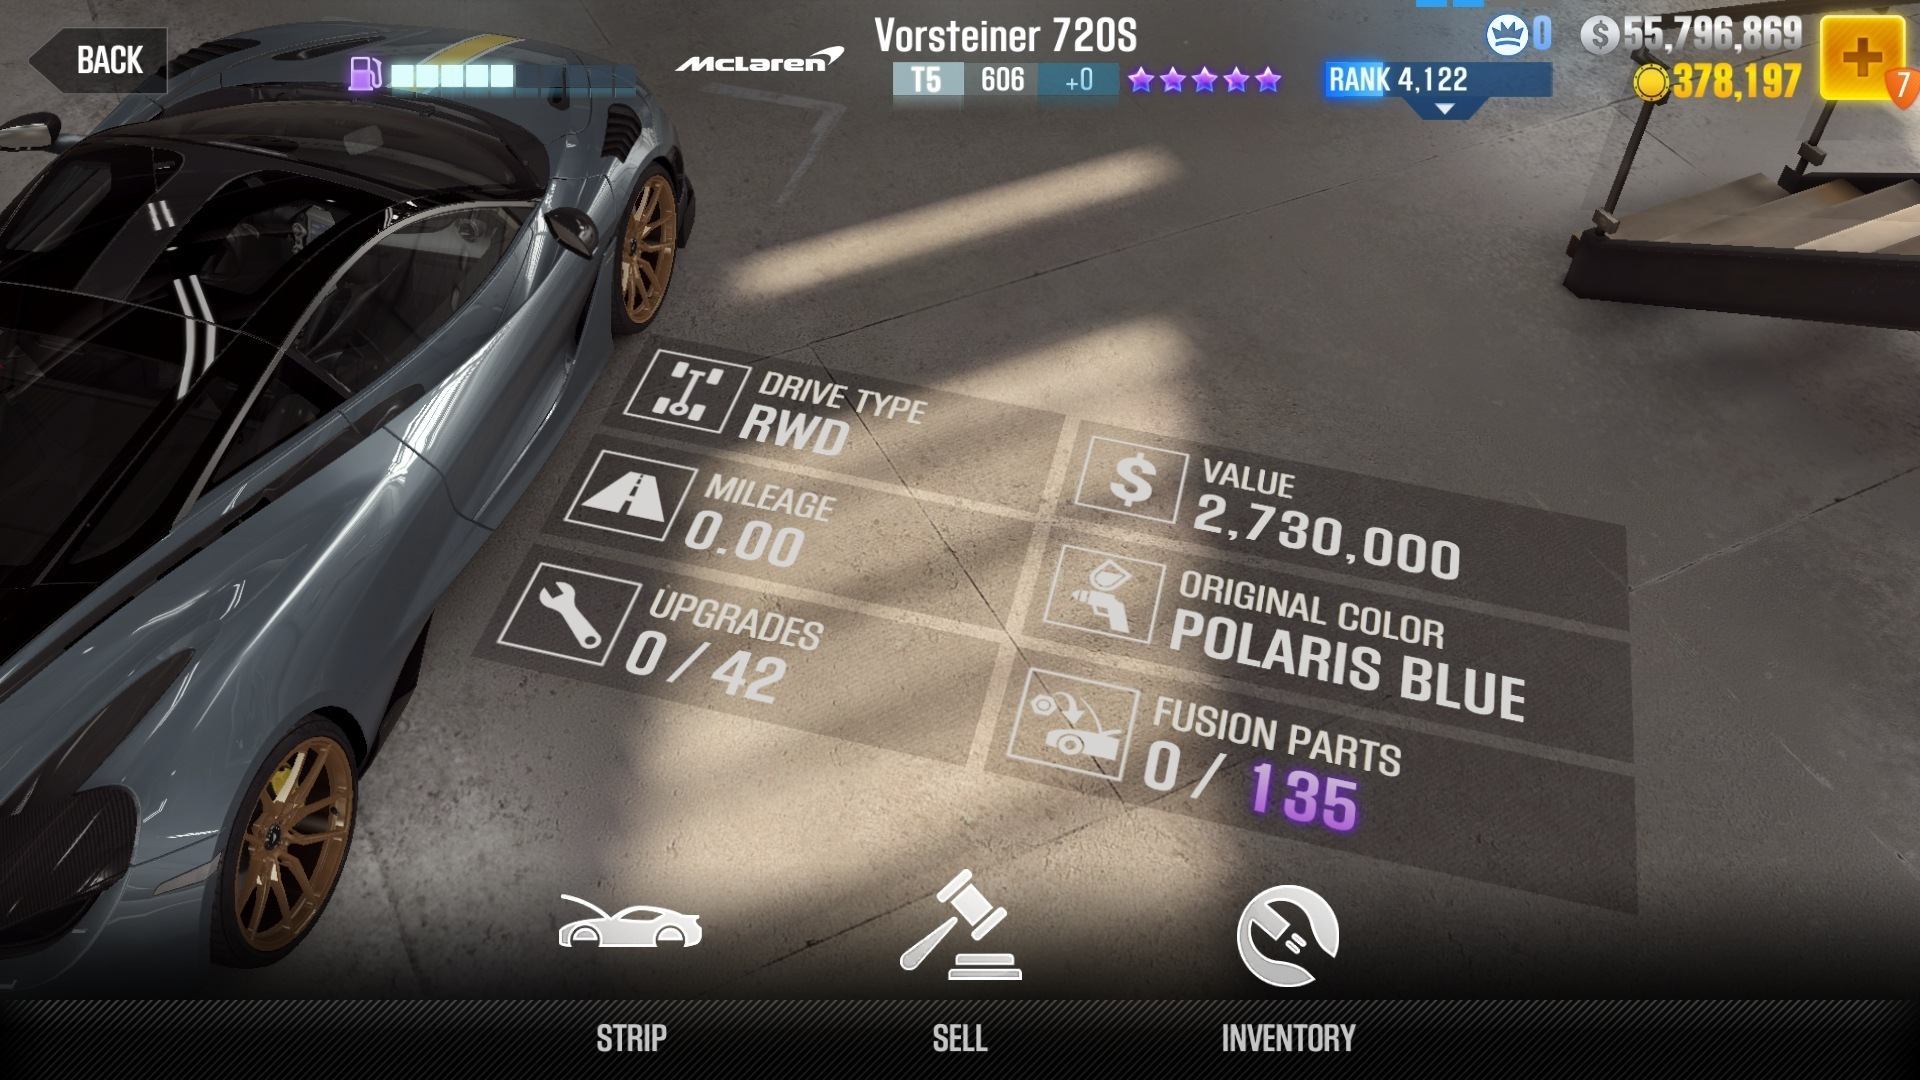 BACK
McLaren
Vorsteiner 720S
T5 606 +0
RANK 4,122
0
55,796,869
378,197
7
DRIVE TYPE
RWD
MILEAGE
0.00
UPGRADES
0 / 42
VALUE
2,730,000
ORIGINAL COLOR
POLARIS BLUE
FUSION PARTS
0 / 135
STRIP
SELL
INVENTORY